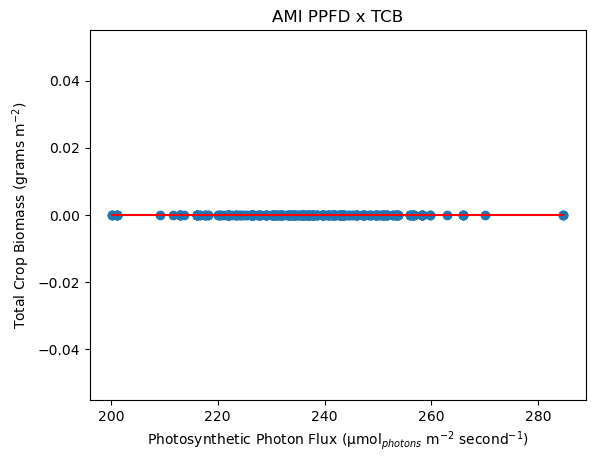 AMI PPFD x TCB
0.04
0.02
0.00
−0.02
−0.04
Total Crop Biomass (grams m⁻²)
200 220 240 260 280
Photosynthetic Photon Flux (μmol$_{photons}$ m⁻² second⁻¹)